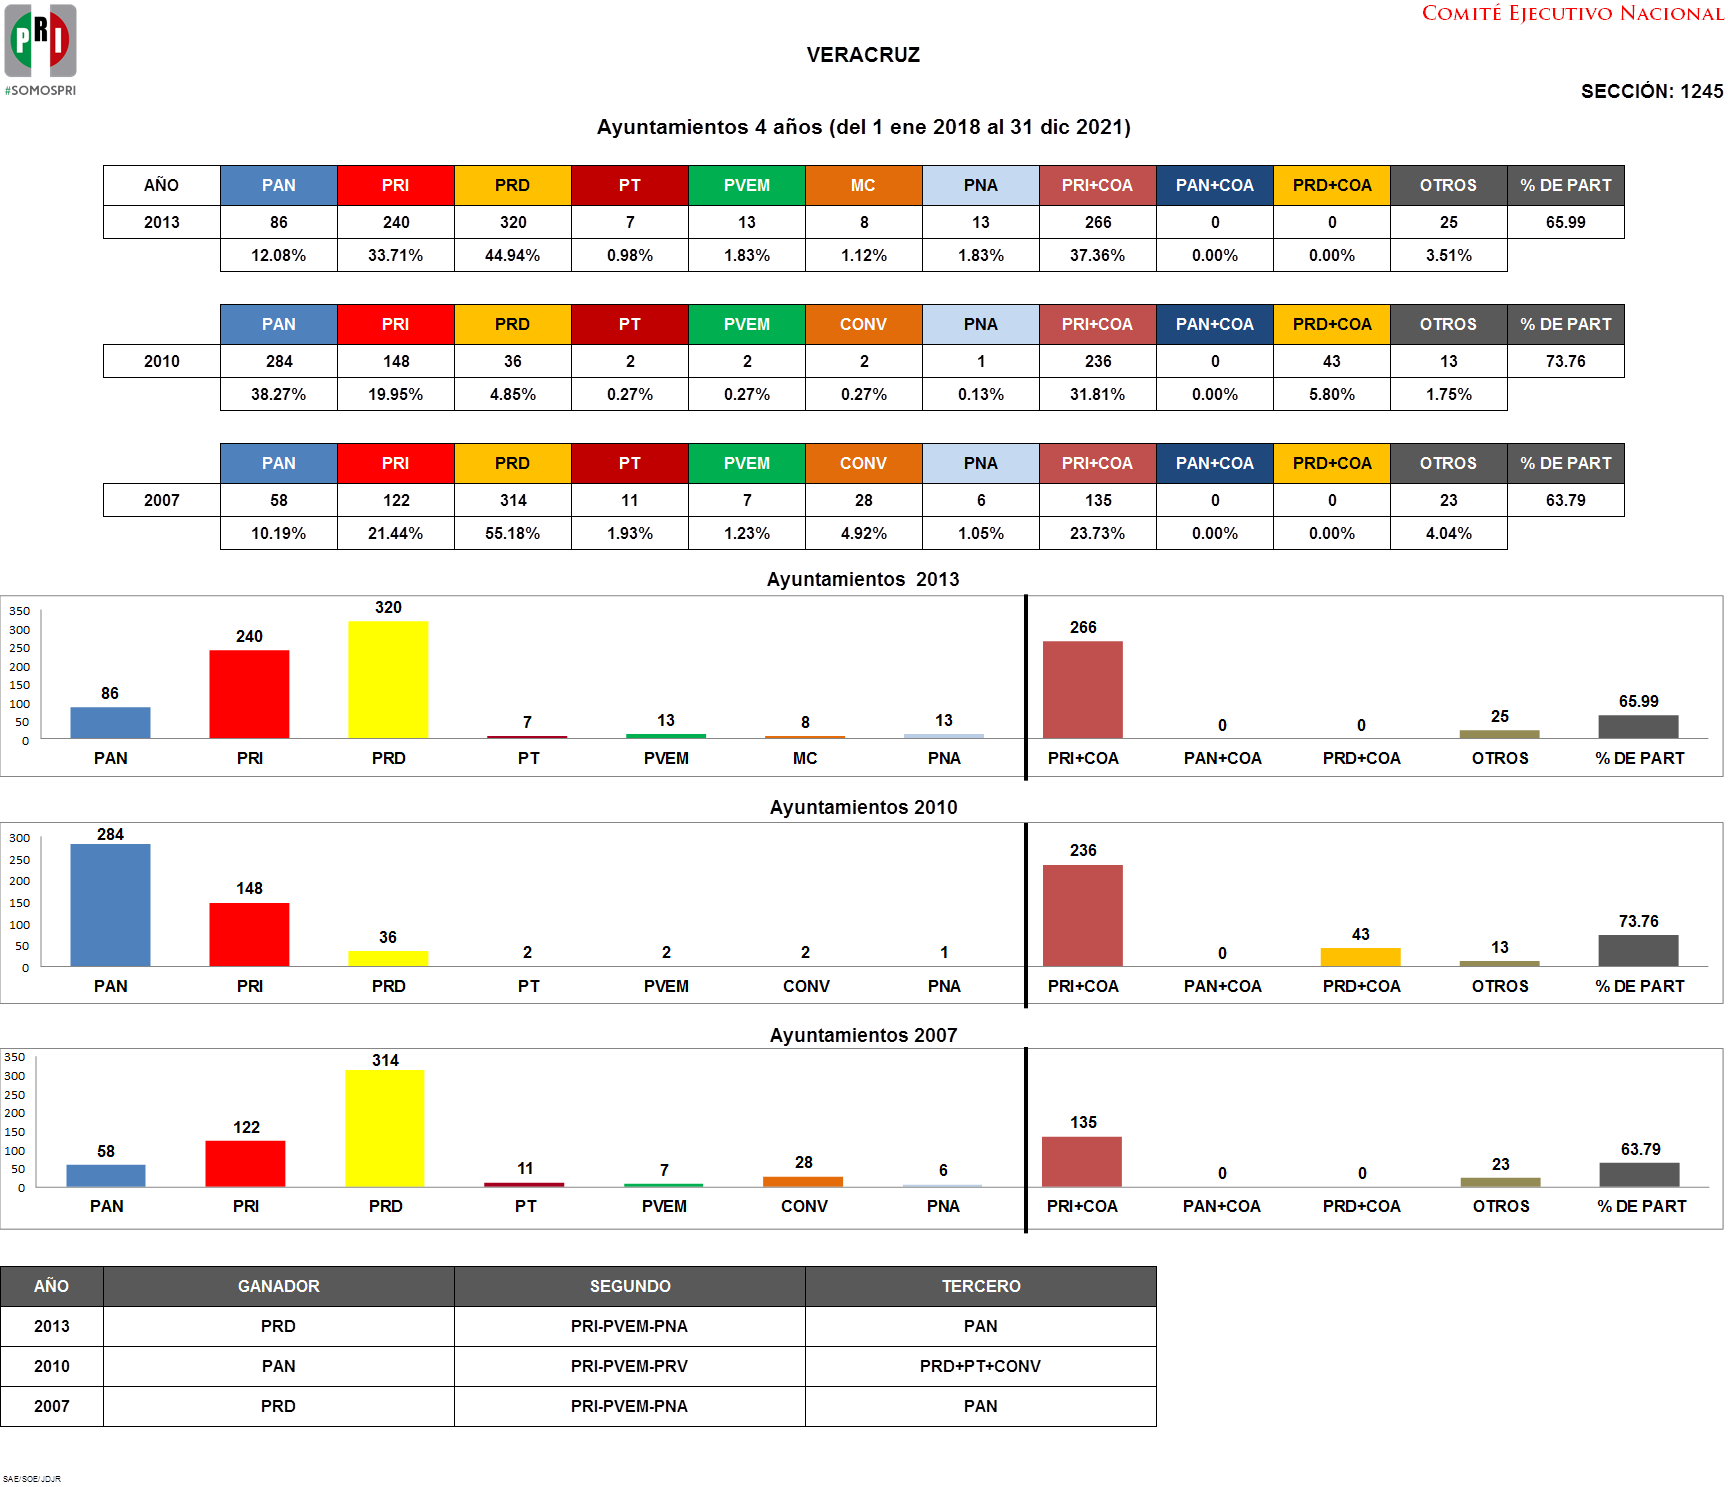 COMITÉ EJECUTIVO NACIONAL
PRI
#SOMOSPRI
VERACRUZ
SECCIÓN: 1245
Ayuntamientos 4 años (del 1 ene 2018 al 31 dic 2021)
AÑO PAN PRI PRD PT PVEM MC PNA PRI+COA PAN+COA PRD+COA OTROS % DE PART
2013 86 240 320 7 13 8 13 266 0 0 25 65.99
12.08% 33.71% 44.94% 0.98% 1.83% 1.12% 1.83% 37.36% 0.00% 0.00% 3.51%
PAN PRI PRD PT PVEM CONV PNA PRI+COA PAN+COA PRD+COA OTROS % DE PART
2010 284 148 36 2 2 2 1 236 0 43 13 73.76
38.27% 19.95% 4.85% 0.27% 0.27% 0.27% 0.13% 31.81% 0.00% 5.80% 1.75%
PAN PRI PRD PT PVEM CONV PNA PRI+COA PAN+COA PRD+COA OTROS % DE PART
2007 58 122 314 11 7 28 6 135 0 0 23 63.79
10.19% 21.44% 55.18% 1.93% 1.23% 4.92% 1.05% 23.73% 0.00% 0.00% 4.04%
Ayuntamientos 2013
350
300
250
200
150
100
50
0
86 240 320 7 13 8 13 266 0 0 25 65.99
PAN PRI PRD PT PVEM MC PNA PRI+COA PAN+COA PRD+COA OTROS % DE PART
Ayuntamientos 2010
300
250
200
150
100
50
0
284 148 36 2 2 2 1 236 0 43 13 73.76
PAN PRI PRD PT PVEM CONV PNA PRI+COA PAN+COA PRD+COA OTROS % DE PART
Ayuntamientos 2007
350
300
250
200
150
100
50
0
58 122 314 11 7 28 6 135 0 0 23 63.79
PAN PRI PRD PT PVEM CONV PNA PRI+COA PAN+COA PRD+COA OTROS % DE PART
AÑO GANADOR SEGUNDO TERCERO
2013 PRD PRI-PVEM-PNA PAN
2010 PAN PRI-PVEM-PRV PRD+PT+CONV
2007 PRD PRI-PVEM-PNA PAN
SAE/SOE/JDJR